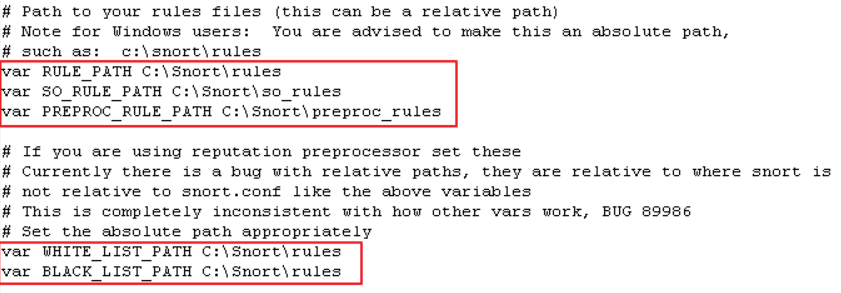 # Path to your rules files (this can be a relative path)
# Note for Windows users:  You are advised to make this an absolute path,
# such as:  c:\snort\rules
var RULE_PATH C:\Snort\rules
var SO_RULE_PATH C:\Snort\so_rules
var PREPROC_RULE_PATH C:\Snort\preproc_rules
# If you are using reputation preprocessor set these
# Currently there is a bug with relative paths, they are relative to where snort is
# not relative to snort.conf like the above variables
# This is completely inconsistent with how other vars work, BUG 89986
# Set the absolute path appropriately
var WHITE_LIST_PATH C:\Snort\rules
var BLACK_LIST_PATH C:\Snort\rules